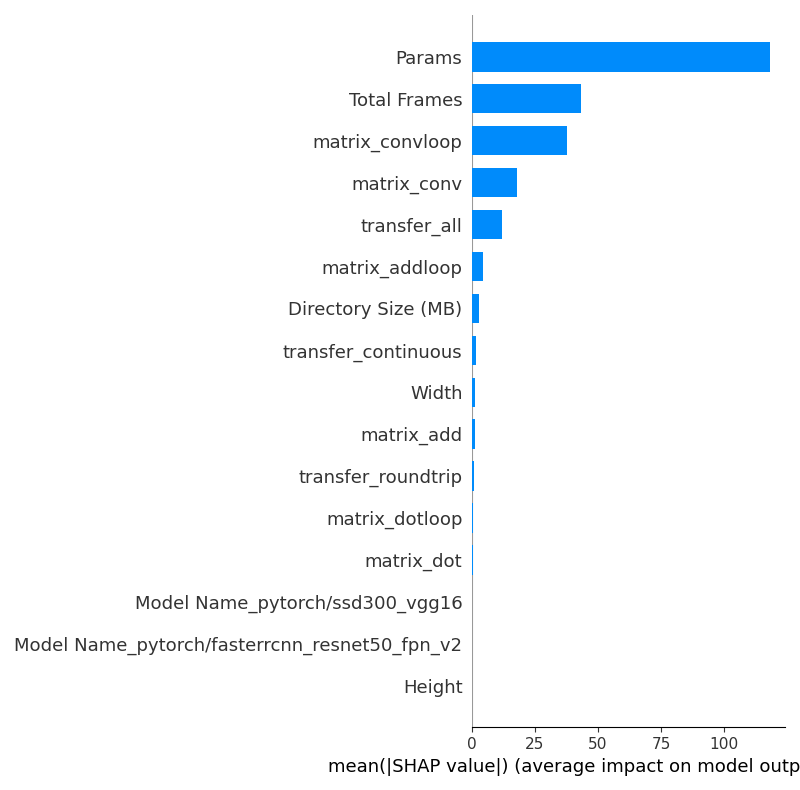 Params
Total Frames
matrix_convloop
matrix_conv
transfer_all
matrix_addloop
Directory Size (MB)
transfer_continuous
Width
matrix_add
transfer_roundtrip
matrix_dotloop
matrix_dot
Model Name_pytorch/ssd300_vgg16
Model Name_pytorch/fasterrcnn_resnet50_fpn_v2
Height
0 25 50 75 100
mean(|SHAP value|) (average impact on model outp